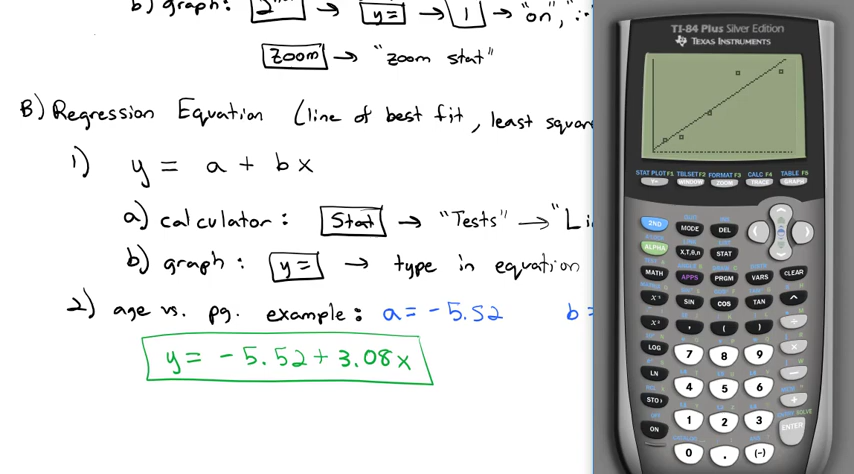 b) graph: 2nd → y= → 1 → "on",
Zoom → "zoom stat"
B) Regression Equation (line of best fit, least square
1) y = a + bx
a) calculator: Stat → "Tests" → "Li
b) graph: y= → type in equation
2) age vs. pg. example: a = -5.52 b =
y = -5.52 + 3.08x
TI-84 Plus Silver Edition
TEXAS INSTRUMENTS
STAT PLOT F1 TBLSET F2 FORMAT F3 CALC F4 TABLE F5
Y= WINDOW ZOOM TRACE GRAPH
2ND MODE DEL
ALPHA X,T,θ,n STAT
MATH APPS PRGM VARS CLEAR
x⁻¹ SIN COS TAN ^
x² , ( ) ÷
LOG 7 8 9 ×
LN 4 5 6 −
STO› 1 2 3 +
ON 0 . (−) ENTER